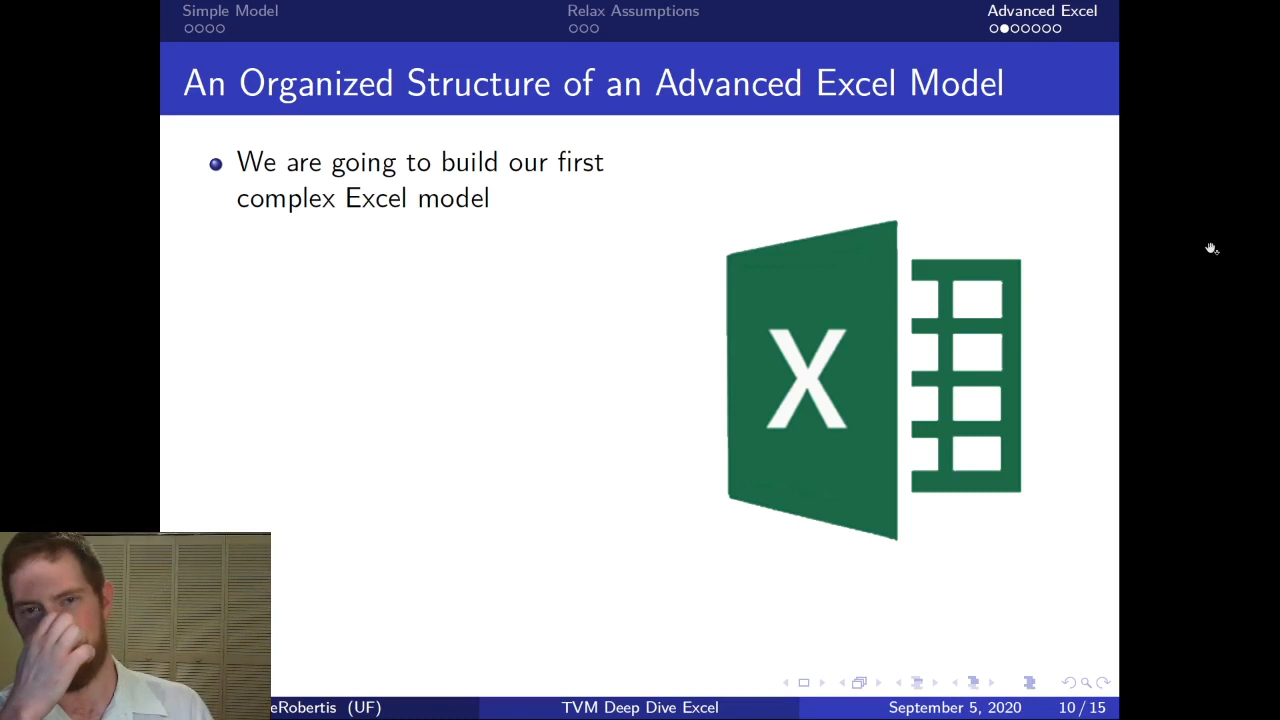 Simple Model
Relax Assumptions
Advanced Excel
An Organized Structure of an Advanced Excel Model
We are going to build our first
complex Excel model
X
eRobertis (UF)
TVM Deep Dive Excel
September 5, 2020
10 / 15